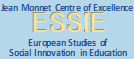 Jean Monnet Centre of Excellence
ESSIE
European Studies of
Social Innovation in Education